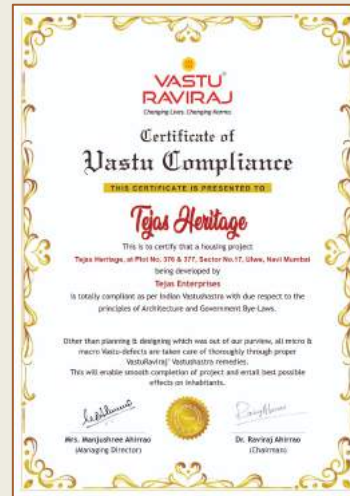 VASTU®
RAVIRAJ
Changing Lives. Changing Homes.
Certificate of
Vastu Compliance
THIS CERTIFICATE IS PRESENTED TO
Tejas Heritage
This is to certify that a housing project
Tejas Heritage, at Plot No. 376 & 377, Sector No.17, Ulwe, Navi Mumbai
being developed by
Tejas Enterprises
is totally compliant as per Indian Vastushastra with due respect to the
principles of Architecture and Government Bye-Laws.
Other than planning & designing which was out of our purview, all micro &
macro Vastu-defects are taken care of thoroughly through proper
VastuRaviraj® Vastushastra remedies.
This will enable smooth completion of project and entail best possible
effects on inhabitants.
Mrs. Manjushree Ahirrao
(Managing Director)
Dr. Raviraj Ahirrao
(Chairman)